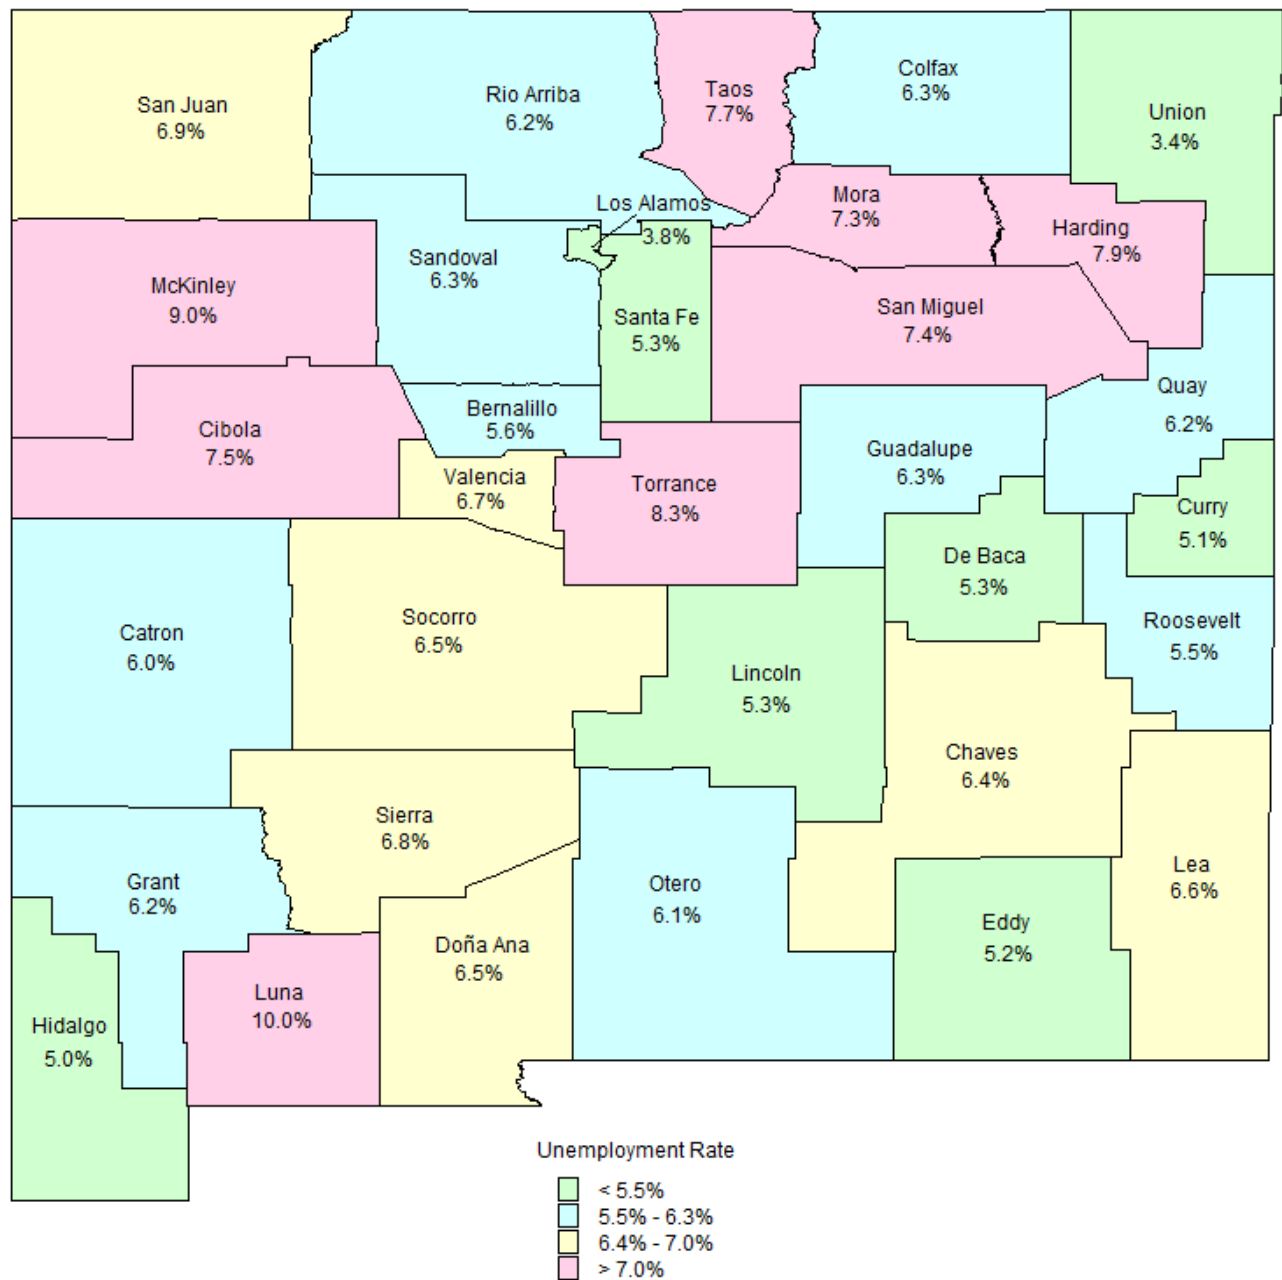 San Juan
6.9%
Rio Arriba
6.2%
Taos
7.7%
Colfax
6.3%
Union
3.4%
Los Alamos
3.8%
Mora
7.3%
Harding
7.9%
McKinley
9.0%
Sandoval
6.3%
Santa Fe
5.3%
San Miguel
7.4%
Quay
6.2%
Cibola
7.5%
Bernalillo
5.6%
Valencia
6.7%
Torrance
8.3%
Guadalupe
6.3%
Curry
5.1%
De Baca
5.3%
Catron
6.0%
Socorro
6.5%
Lincoln
5.3%
Roosevelt
5.5%
Chaves
6.4%
Sierra
6.8%
Grant
6.2%
Otero
6.1%
Lea
6.6%
Eddy
5.2%
Doña Ana
6.5%
Luna
10.0%
Hidalgo
5.0%
Unemployment Rate
< 5.5%
5.5% - 6.3%
6.4% - 7.0%
> 7.0%